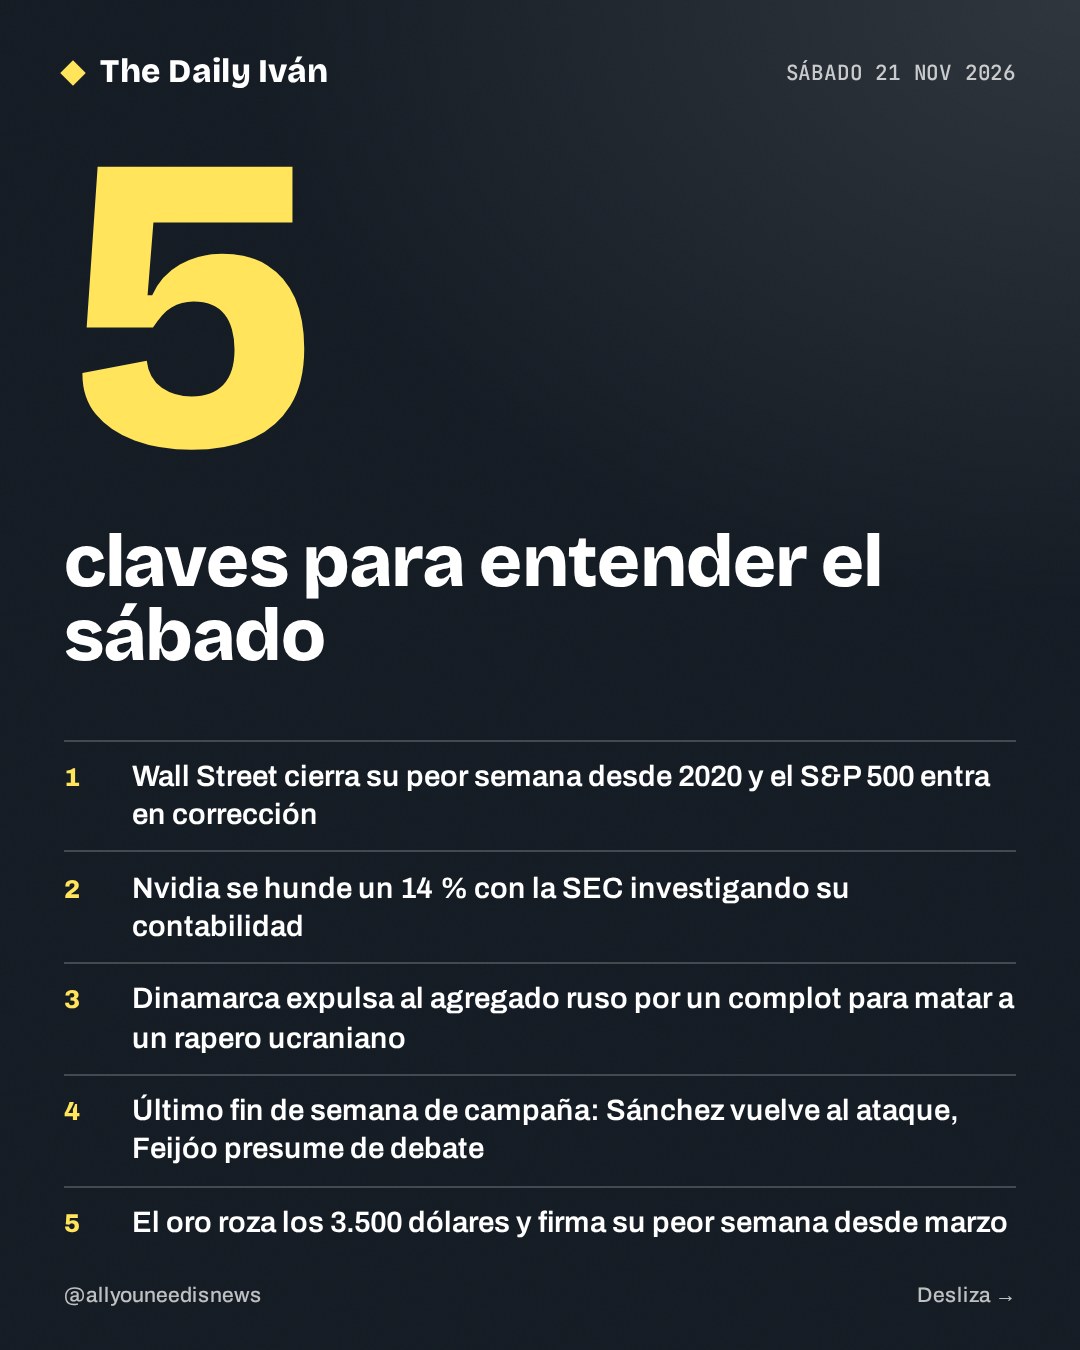 The Daily Iván
SÁBADO 21 NOV 2026
5
claves para entender el
sábado
1 Wall Street cierra su peor semana desde 2020 y el S&P 500 entra
en corrección
2 Nvidia se hunde un 14 % con la SEC investigando su
contabilidad
3 Dinamarca expulsa al agregado ruso por un complot para matar a
un rapero ucraniano
4 Último fin de semana de campaña: Sánchez vuelve al ataque,
Feijóo presume de debate
5 El oro roza los 3.500 dólares y firma su peor semana desde marzo
@allyouneedisnews
Desliza →